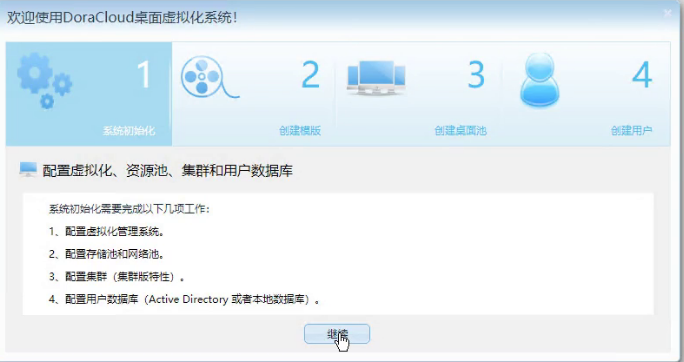 欢迎使用DoraCloud桌面虚拟化系统!
1
系统初始化
2
创建模版
3
创建桌面池
4
创建用户
配置虚拟化、资源池、集群和用户数据库
系统初始化需要完成以下几项工作:
1、配置虚拟化管理系统。
2、配置存储池和网络池。
3、配置集群（集群版特性）。
4、配置用户数据库（Active Directory 或者本地数据库）。
继续